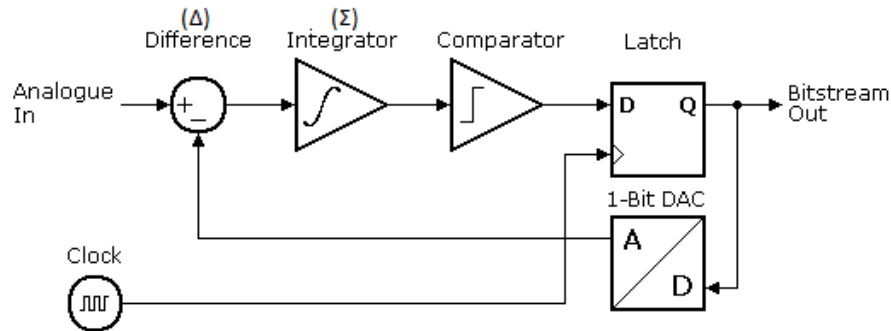 (Δ)
Difference
(Σ)
Integrator
Comparator
Latch
Analogue
In
+
−
D
Q
Bitstream
Out
1-Bit DAC
A
D
Clock